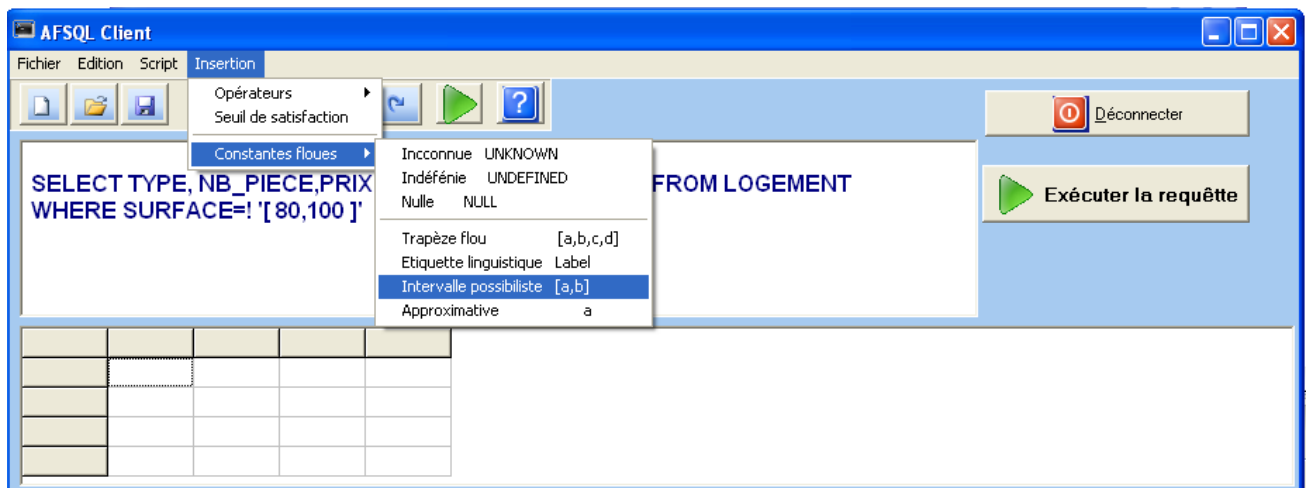 AFSQL Client
Fichier Edition Script Insertion
Opérateurs
Seuil de satisfaction
Constantes floues
Incconnue UNKNOWN
Indéfénie UNDEFINED
Nulle NULL
Trapèze flou [a,b,c,d]
Etiquette linguistique Label
Intervalle possibiliste [a,b]
Approximative a
Déconnecter
SELECT TYPE, NB_PIECE,PRIX FROM LOGEMENT
WHERE SURFACE=! '[ 80,100 ]'
Exécuter la requêtte